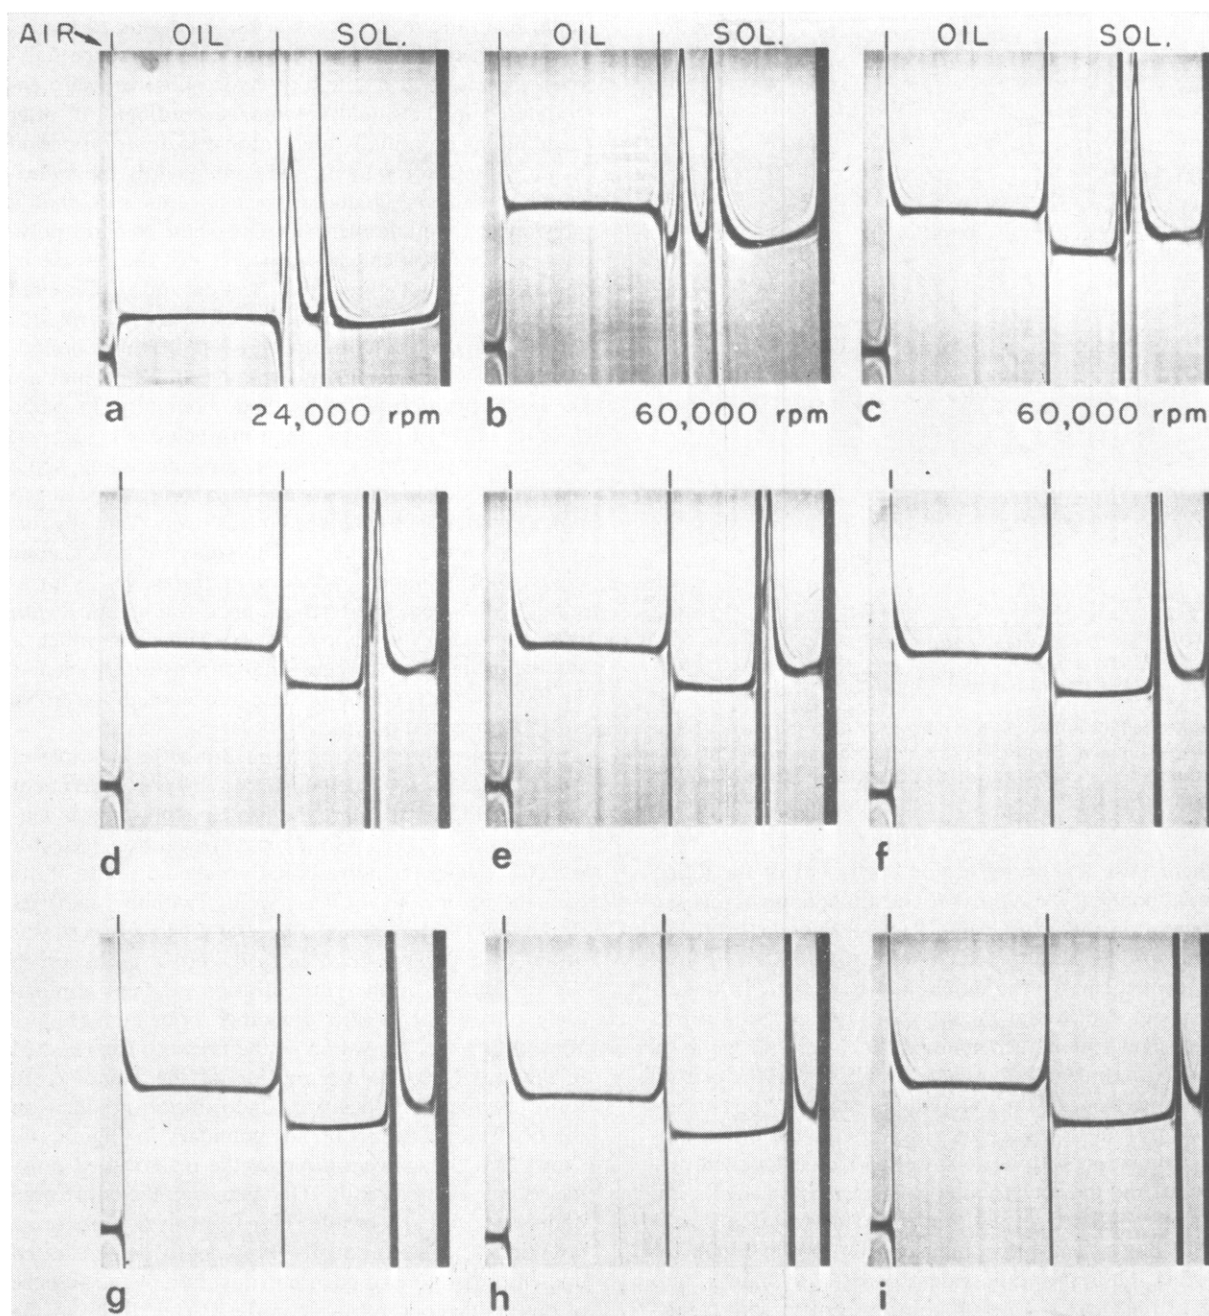 AIR OIL SOL. OIL SOL. OIL SOL.
a 24,000 rpm b 60,000 rpm c 60,000 rpm
d e f
g h i